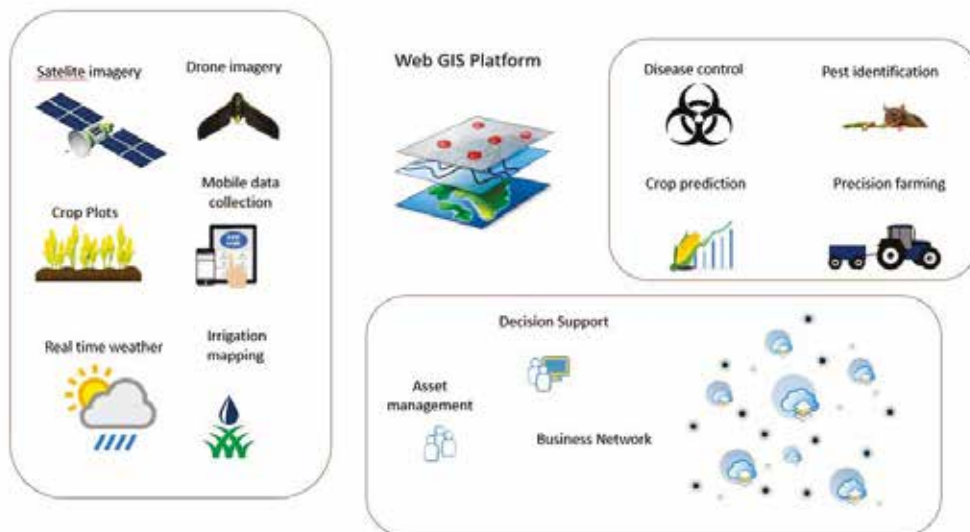 Satelite imagery
Drone imagery
Crop Plots
Mobile data
collection
Real time weather
Irrigation
mapping
Web GIS Platform
Disease control
Pest identification
Crop prediction
Precision farming
Decision Support
Asset
management
Business Network